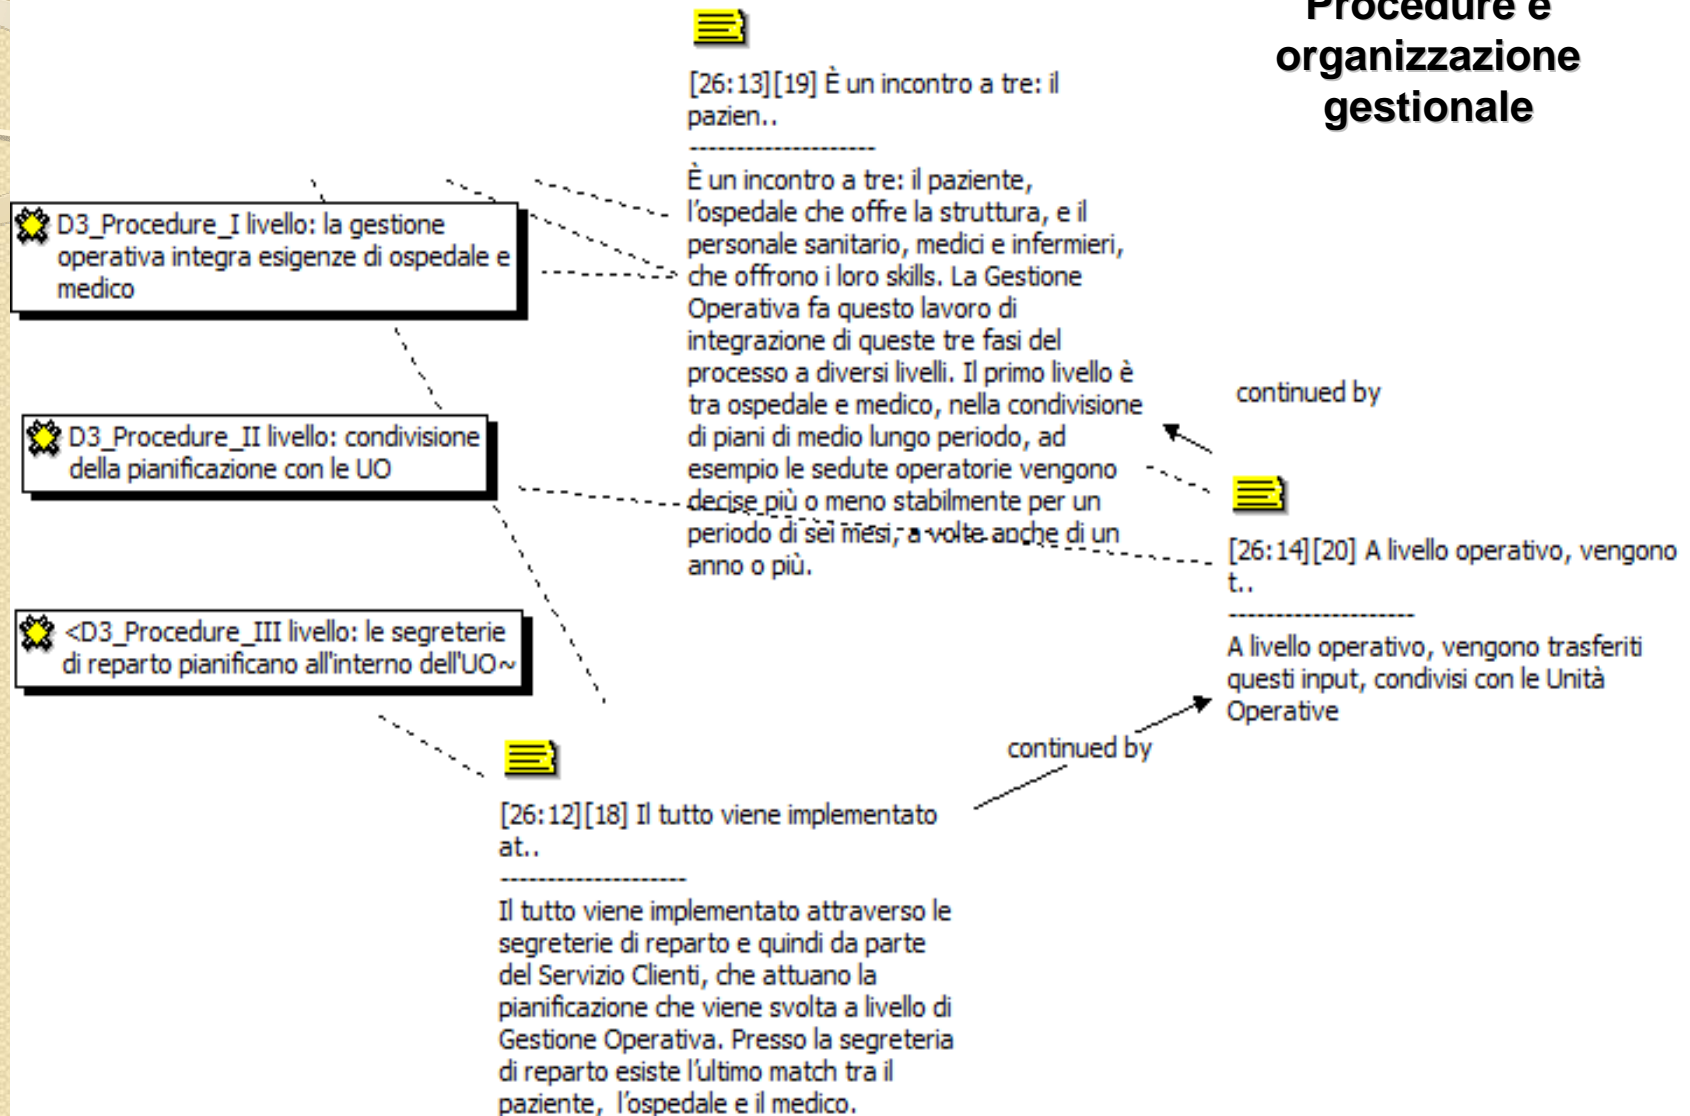 Procedure e
organizzazione
gestionale
[26:13][19] È un incontro a tre: il
pazien..
--------------------
È un incontro a tre: il paziente,
l'ospedale che offre la struttura, e il
personale sanitario, medici e infermieri,
che offrono i loro skills. La Gestione
Operativa fa questo lavoro di
integrazione di queste tre fasi del
processo a diversi livelli. Il primo livello è
tra ospedale e medico, nella condivisione
di piani di medio lungo periodo, ad
esempio le sedute operatorie vengono
decise più o meno stabilmente per un
periodo di sei mesi, a volte anche di un
anno o più.
D3_Procedure_I livello: la gestione
operativa integra esigenze di ospedale e
medico
D3_Procedure_II livello: condivisione
della pianificazione con le UO
<D3_Procedure_III livello: le segreterie
di reparto pianificano all'interno dell'UO~
continued by
[26:14][20] A livello operativo, vengono
t..
--------------------
A livello operativo, vengono trasferiti
questi input, condivisi con le Unità
Operative
continued by
[26:12][18] Il tutto viene implementato
at..
--------------------
Il tutto viene implementato attraverso le
segreterie di reparto e quindi da parte
del Servizio Clienti, che attuano la
pianificazione che viene svolta a livello di
Gestione Operativa. Presso la segreteria
di reparto esiste l'ultimo match tra il
paziente,  l'ospedale e il medico.